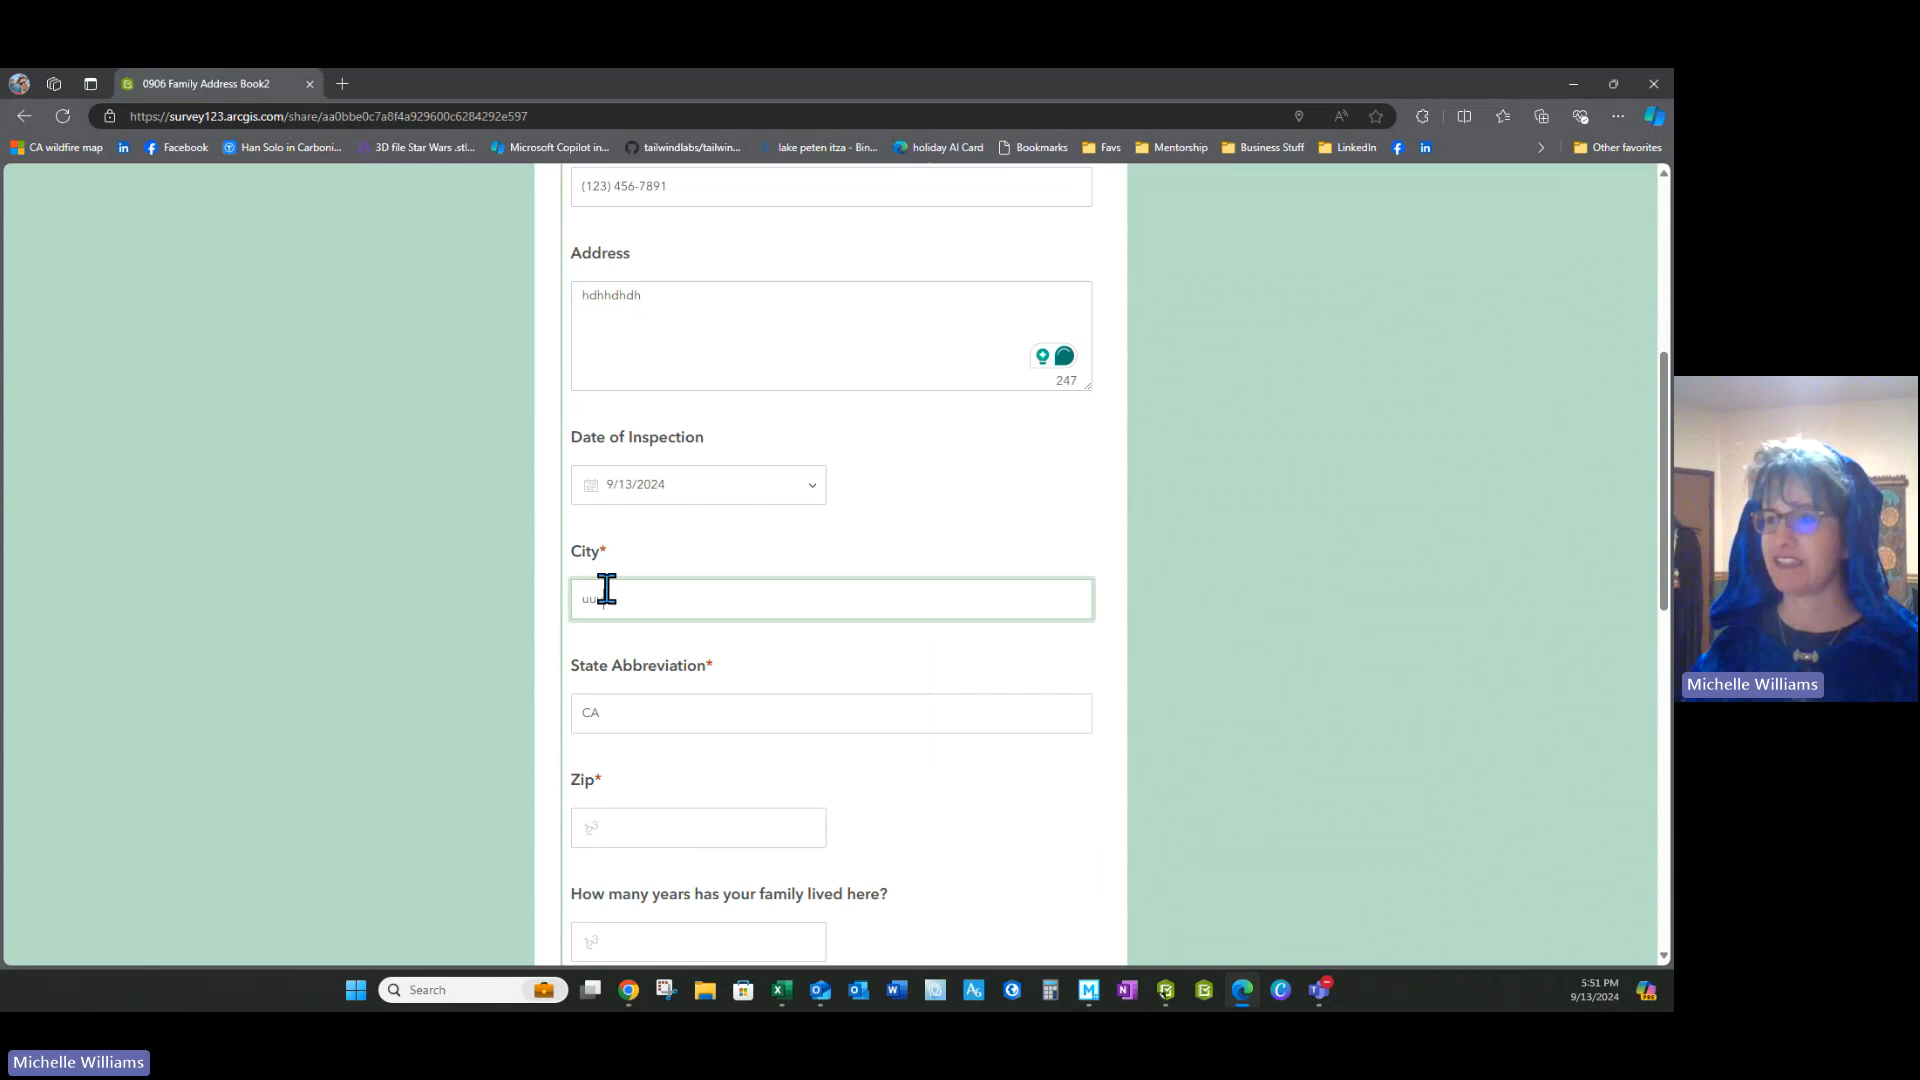 0906 Family Address Book2
https://survey123.arcgis.com/share/aa0bbe0c7a8f4a929600c6284292e597
CA wildfire map
Facebook
Han Solo in Carboni...
3D file Star Wars .stl...
Microsoft Copilot in...
tailwindlabs/tailwin...
lake peten itza - Bin...
holiday AI Card
Bookmarks
Favs
Mentorship
Business Stuff
LinkedIn
Other favorites
(123) 456-7891
Address
hdhhdhdh
247
Date of Inspection
9/13/2024
City*
State Abbreviation*
CA
Zip*
How many years has your family lived here?
Michelle Williams
Search
5:51 PM
9/13/2024
Michelle Williams